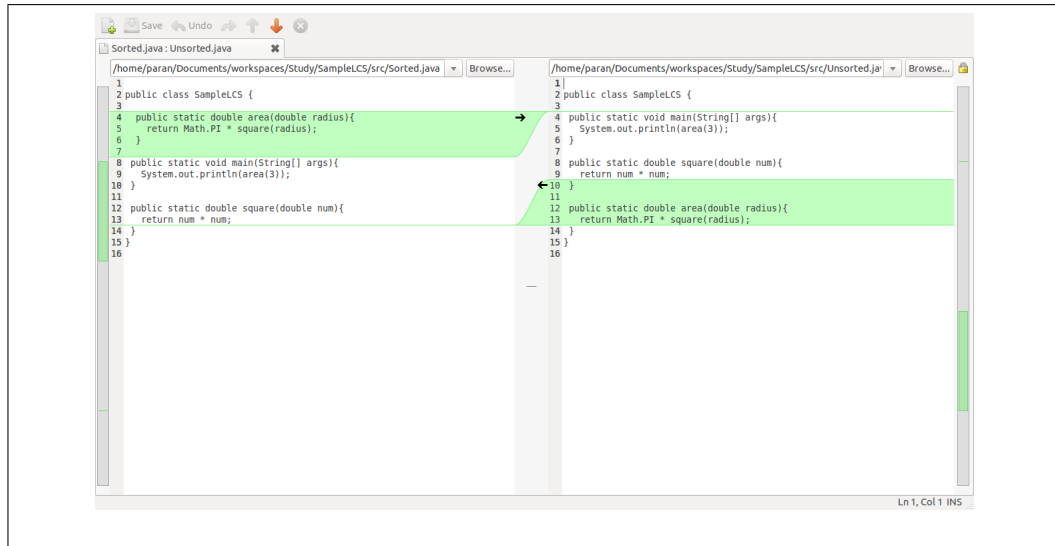 Save Undo
Sorted.java : Unsorted.java
/home/paran/Documents/workspaces/Study/SampleLCS/src/Sorted.java Browse...
1
2 public class SampleLCS {
3
4 public static double area(double radius){
5 return Math.PI * square(radius);
6 }
7
8 public static void main(String[] args){
9 System.out.println(area(3));
10 }
11
12 public static double square(double num){
13 return num * num;
14 }
15 }
16
/home/paran/Documents/workspaces/Study/SampleLCS/src/Unsorted.ja Browse...
1
2 public class SampleLCS {
3
4 public static void main(String[] args){
5 System.out.println(area(3));
6 }
7
8 public static double square(double num){
9 return num * num;
10 }
11
12 public static double area(double radius){
13 return Math.PI * square(radius);
14 }
15 }
16
Ln 1, Col 1 INS